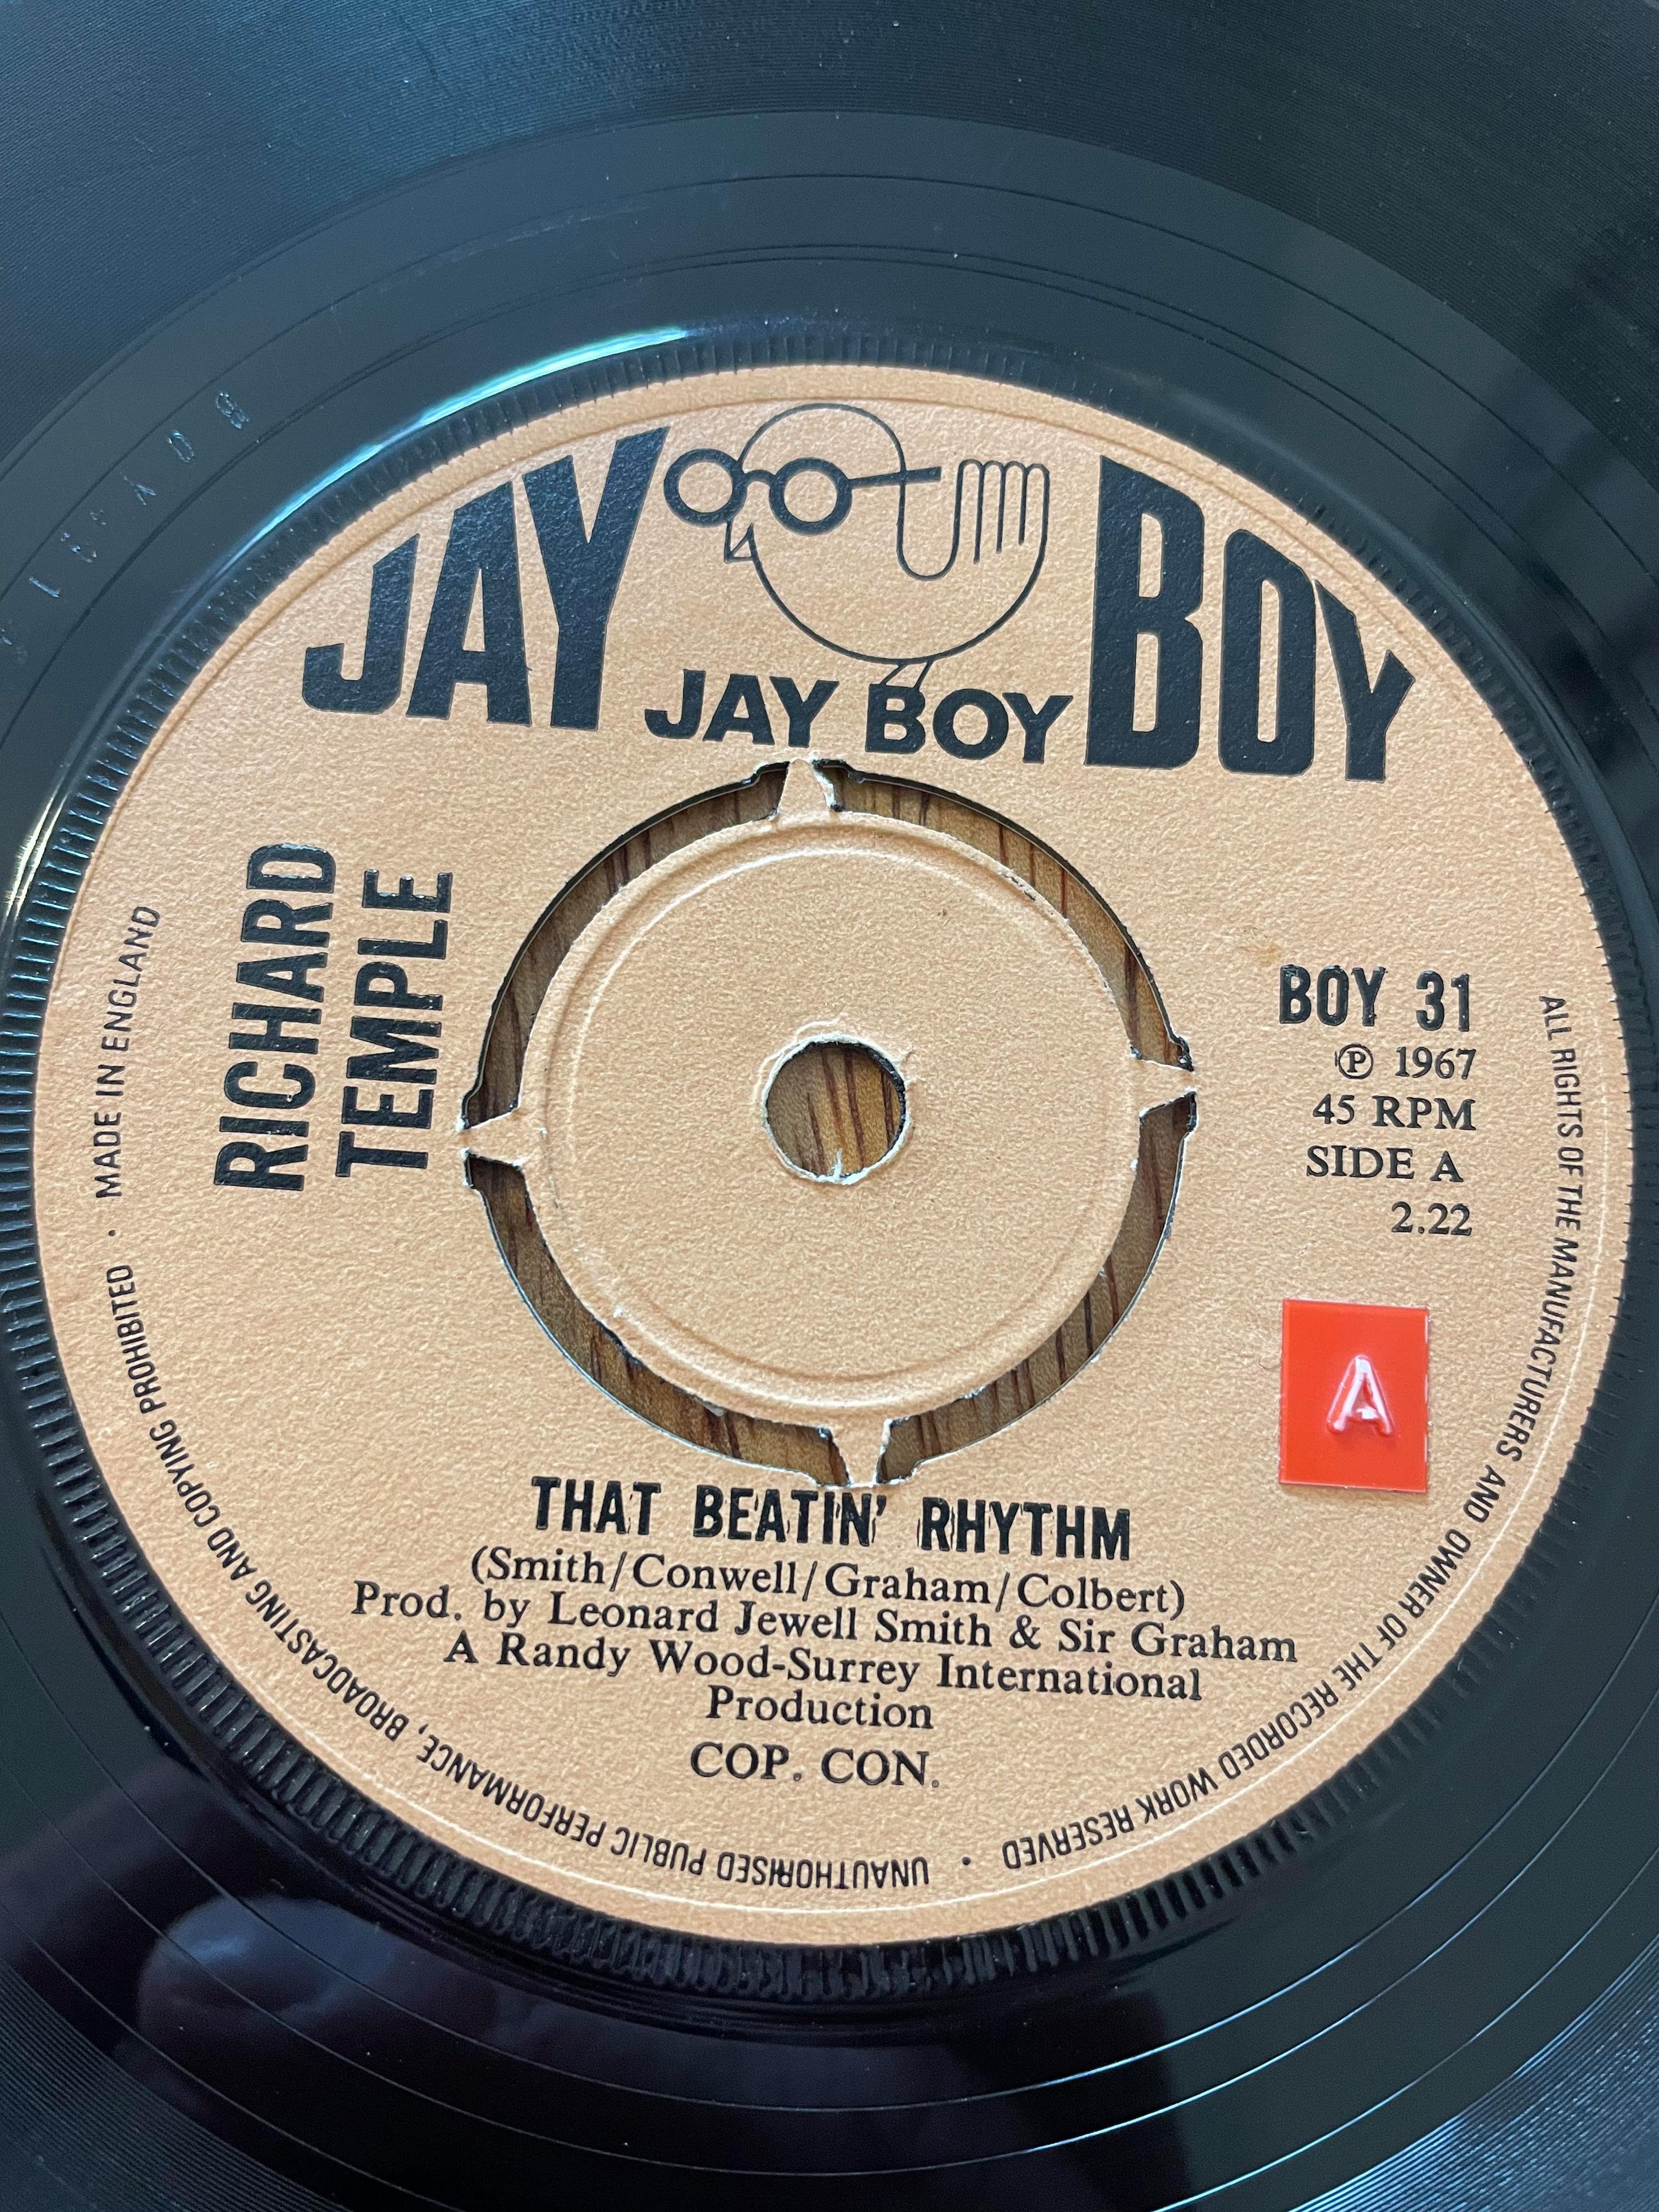 JAY BOY
JAY BOY
RICHARD
TEMPLE
BOY 31
℗ 1967
45 RPM
SIDE A
2.22
A
THAT BEATIN' RHYTHM
(Smith/Conwell/Graham/Colbert)
Prod. by Leonard Jewell Smith & Sir Graham
A Randy Wood-Surrey International
Production
COP. CON.
ALL RIGHTS OF THE MANUFACTURERS AND OWNER OF THE RECORDED WORK RESERVED • UNAUTHORISED PUBLIC PERFORMANCE, BROADCASTING AND COPYING PROHIBITED • MADE IN ENGLAND